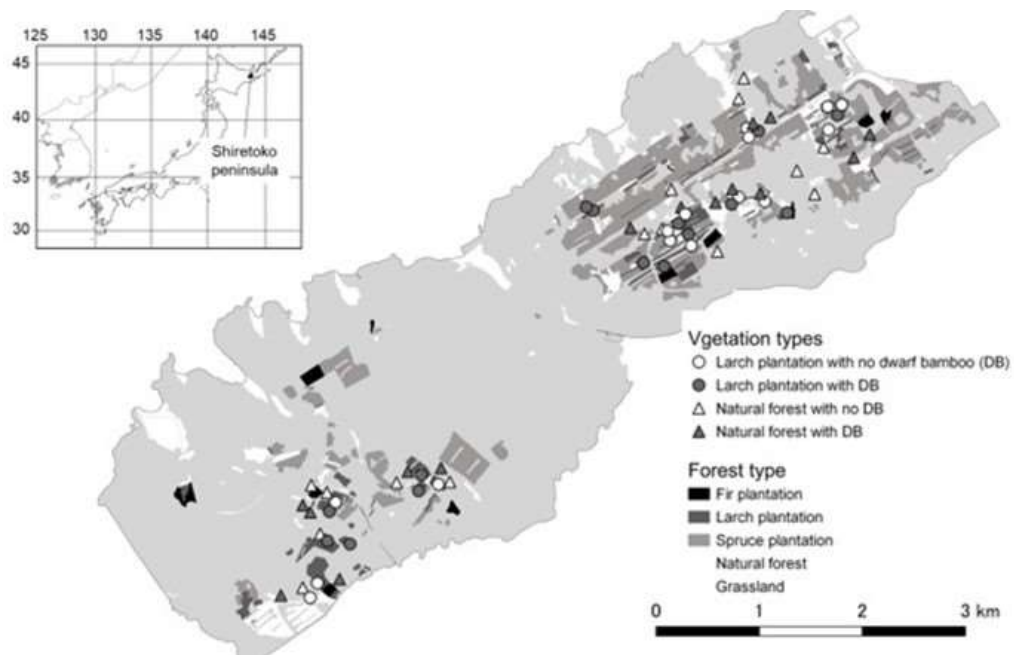 125 130 135 140 145
45
40
35
30
Shiretoko
peninsula
Vgetation types
Larch plantation with no dwarf bamboo (DB)
Larch plantation with DB
Natural forest with no DB
Natural forest with DB
Forest type
Fir plantation
Larch plantation
Spruce plantation
Natural forest
Grassland
0 1 2 3 km